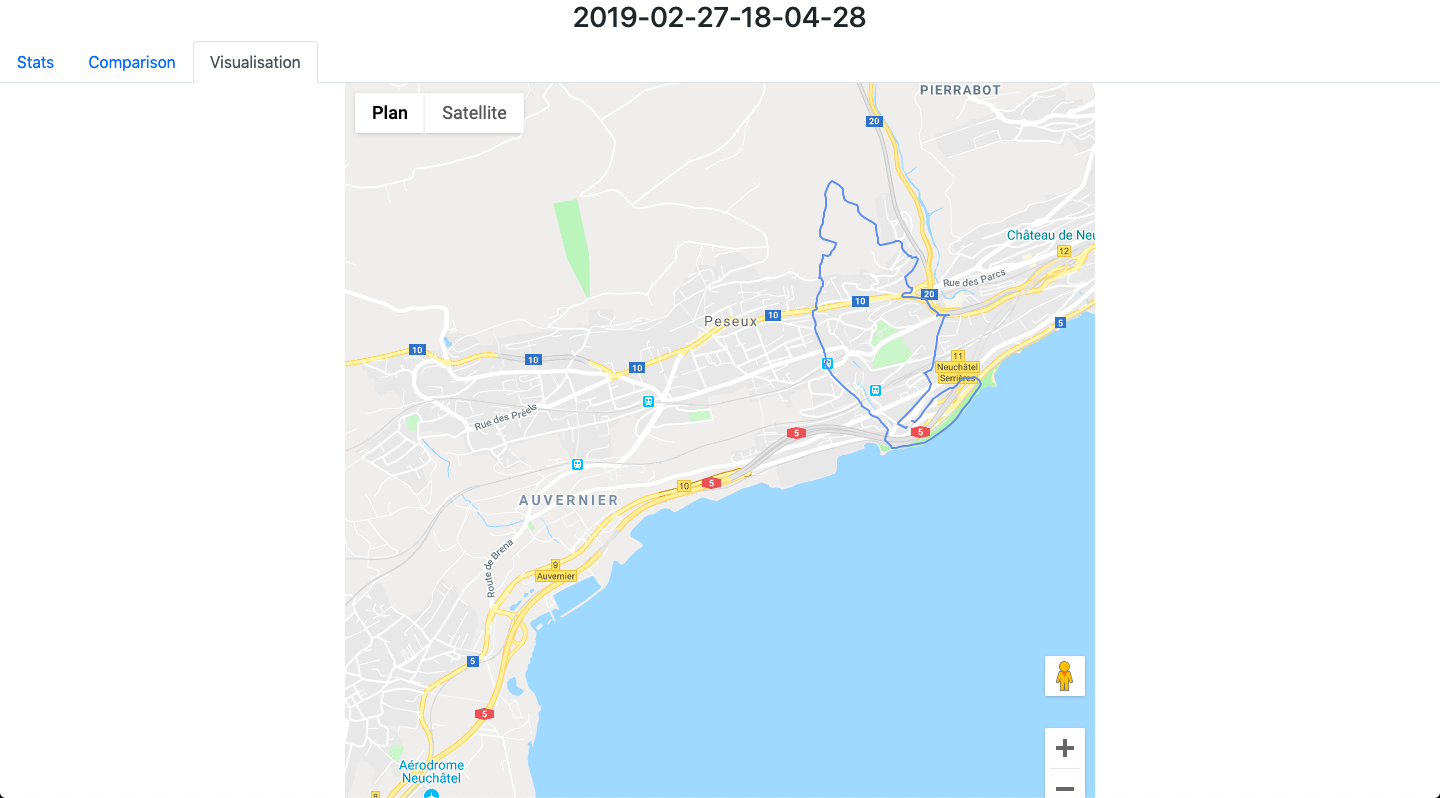 2019-02-27-18-04-28
Stats Comparison Visualisation
Plan Satellite
PIERRABOT
20
Château de Neu
12
Rue des Parcs
20
10
10
Peseux
5
10
10
11
Neuchâtel
Serrières
10
Rue des Préels
5
5
10
5
AUVERNIER
Route de Brena
9
Auvernier
5
5
Aérodrome
Neuchâtel
8